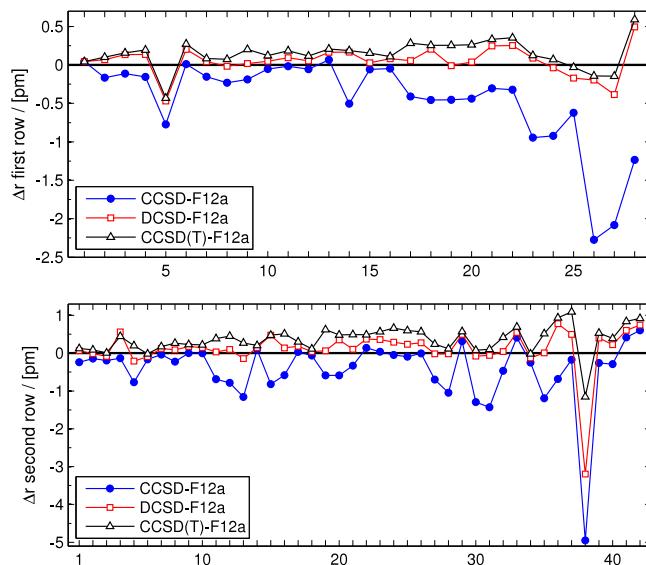 0.5
0
-0.5
-1
-1.5
-2
-2.5
Δr first row / [pm]
CCSD-F12a
DCSD-F12a
CCSD(T)-F12a
5 10 15 20 25
1
0
-1
-2
-3
-4
-5
Δr second row / [pm]
CCSD-F12a
DCSD-F12a
CCSD(T)-F12a
1 10 20 30 40